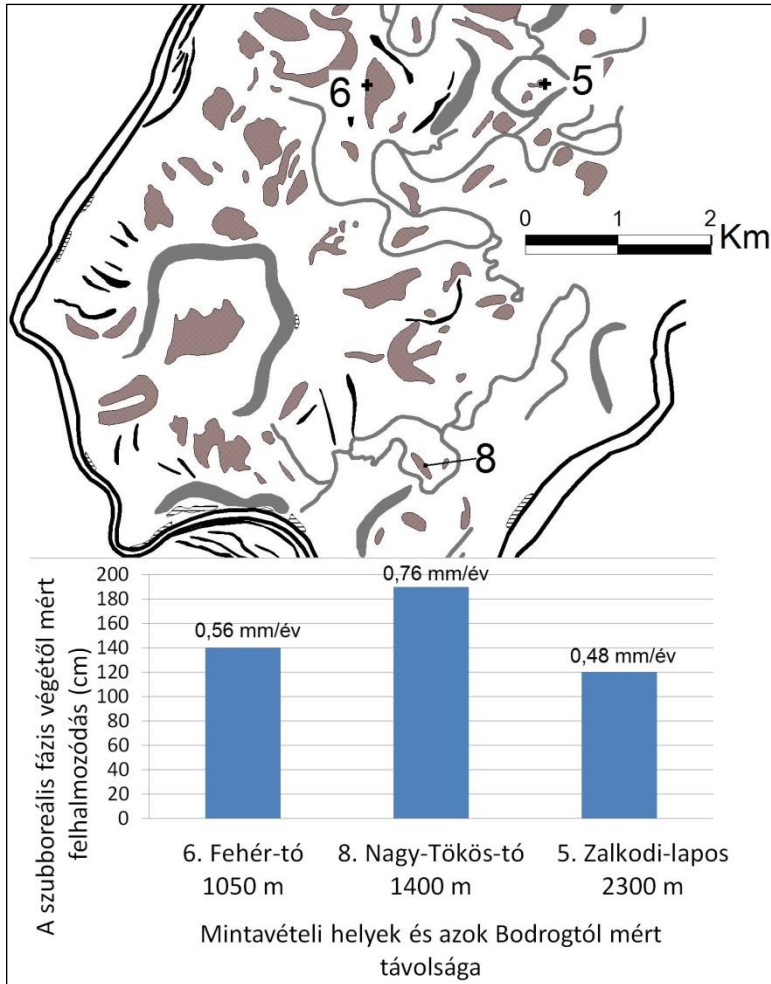 6
5
0 1 2 Km
8
A szubboreális fázis végétől mért
felhalmozódás (cm)
200
180
160
140
120
100
80
60
40
20
0
0,56 mm/év
0,76 mm/év
0,48 mm/év
6. Fehér-tó 8. Nagy-Tökös-tó 5. Zalkodi-lapos
1050 m 1400 m 2300 m
Mintavételi helyek és azok Bodrogtól mért
távolsága